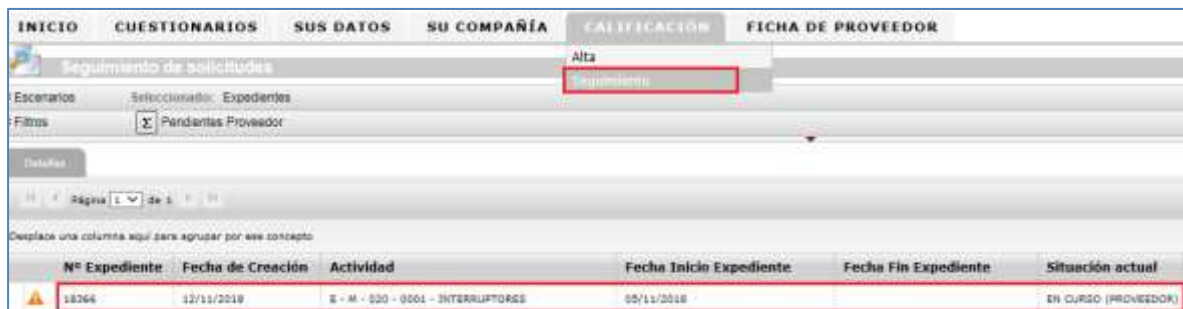 INICIO CUESTIONARIOS SUS DATOS SU COMPAÑÍA CALIFICACIÓN FICHA DE PROVEEDOR
Alta
Seguimiento de solicitudes
Seguimiento
Escenarios Seleccionado: Expedientes
Filtros Σ Pendientes Proveedor
Detalles
Página 1 de 1
Desplace una columna aquí para agrupar por ese concepto
Nº Expediente Fecha de Creación Actividad Fecha Inicio Expediente Fecha Fin Expediente Situación actual
18366 12/11/2018 E - M - 020 - 0001 - INTERRUPTORES 05/11/2018 EN CURSO (PROVEEDOR)